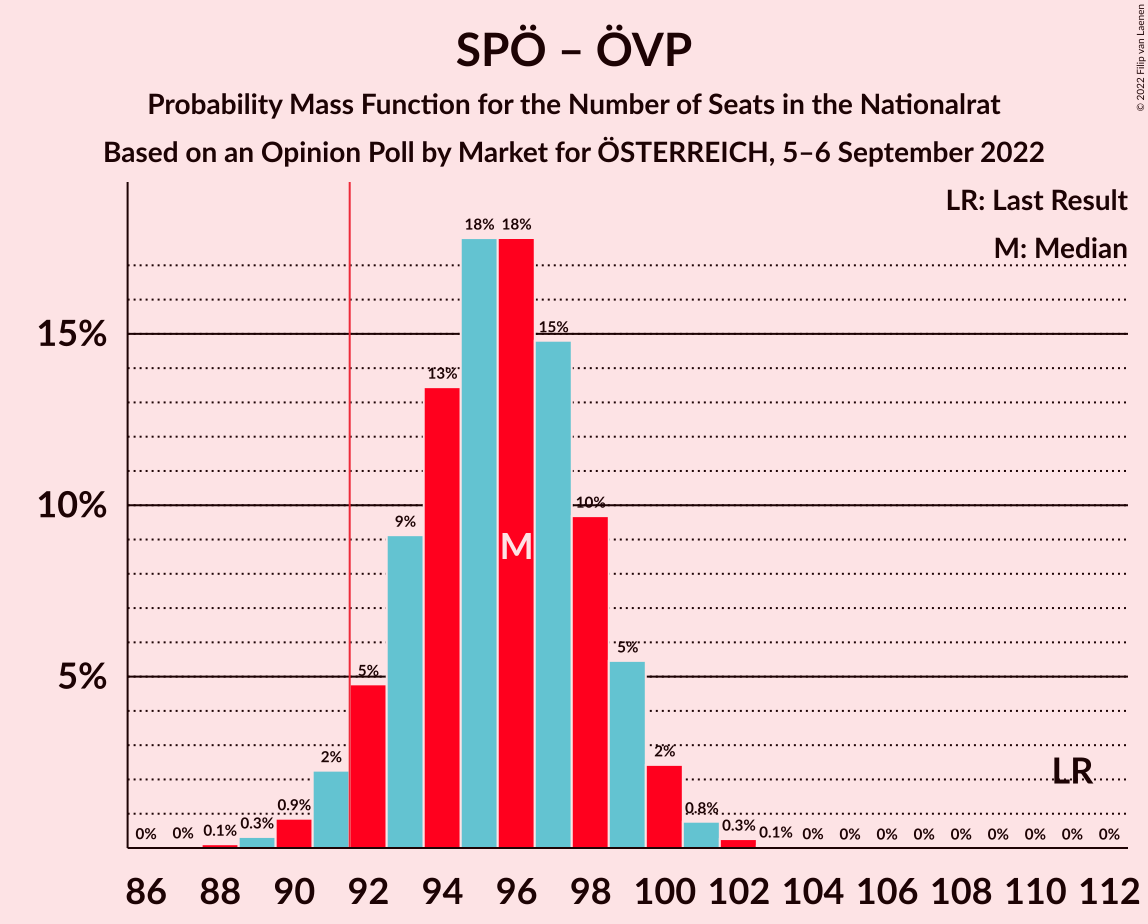 SPÖ – ÖVP
Probability Mass Function for the Number of Seats in the Nationalrat
Based on an Opinion Poll by Market for ÖSTERREICH, 5–6 September 2022
© 2022 Filip van Laenen
LR: Last Result
M: Median
18% 18%
15%
15%
13%
10%
10%
9%
M
5%
5%
5%
2%
2%
LR
0.9%
0.8%
0% 0% 0.1% 0.3% 0.3% 0.1% 0% 0% 0% 0% 0% 0% 0% 0% 0%
86 88 90 92 94 96 98 100 102 104 106 108 110 112